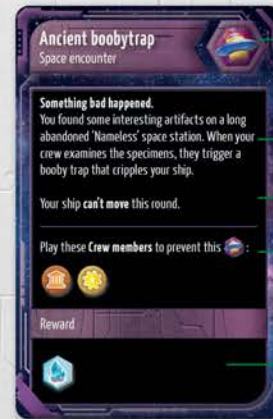 Ancient boobytrap
Space encounter
Something bad happened.
You found some interesting artifacts on a long
abandoned 'Nameless' space station. When your
crew examines the specimens, they trigger a
booby trap that cripples your ship.
Your ship can't move this round.
Play these Crew members to prevent this :
Reward